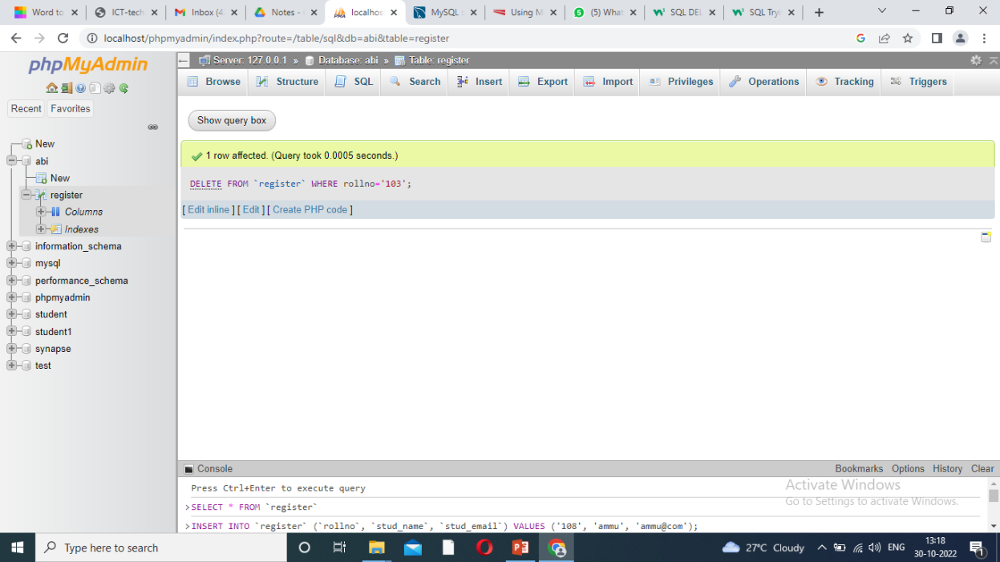 Word to
ICT-tech
Inbox (4
Notes -
localhos
MySQL
Using M
(5) What
SQL DEL
SQL Tryi
localhost/phpmyadmin/index.php?route=/table/sql&db=abi&table=register
phpMyAdmin
Recent Favorites
New
abi
New
register
Columns
Indexes
information_schema
mysql
performance_schema
phpmyadmin
student
student1
synapse
test
Server: 127.0.0.1 » Database: abi » Table: register
Browse Structure SQL Search Insert Export Import Privileges Operations Tracking Triggers
Show query box
1 row affected. (Query took 0.0005 seconds.)
DELETE FROM `register` WHERE rollno='103';
[ Edit inline ] [ Edit ] [ Create PHP code ]
Console Bookmarks Options History Clear
Press Ctrl+Enter to execute query
>SELECT * FROM `register`
>INSERT INTO `register` (`rollno`, `stud_name`, `stud_email`) VALUES ('108', 'ammu', 'ammu@com');
Activate Windows
Go to Settings to activate Windows.
Type here to search
27°C Cloudy
ENG
13:18
30-10-2022
1